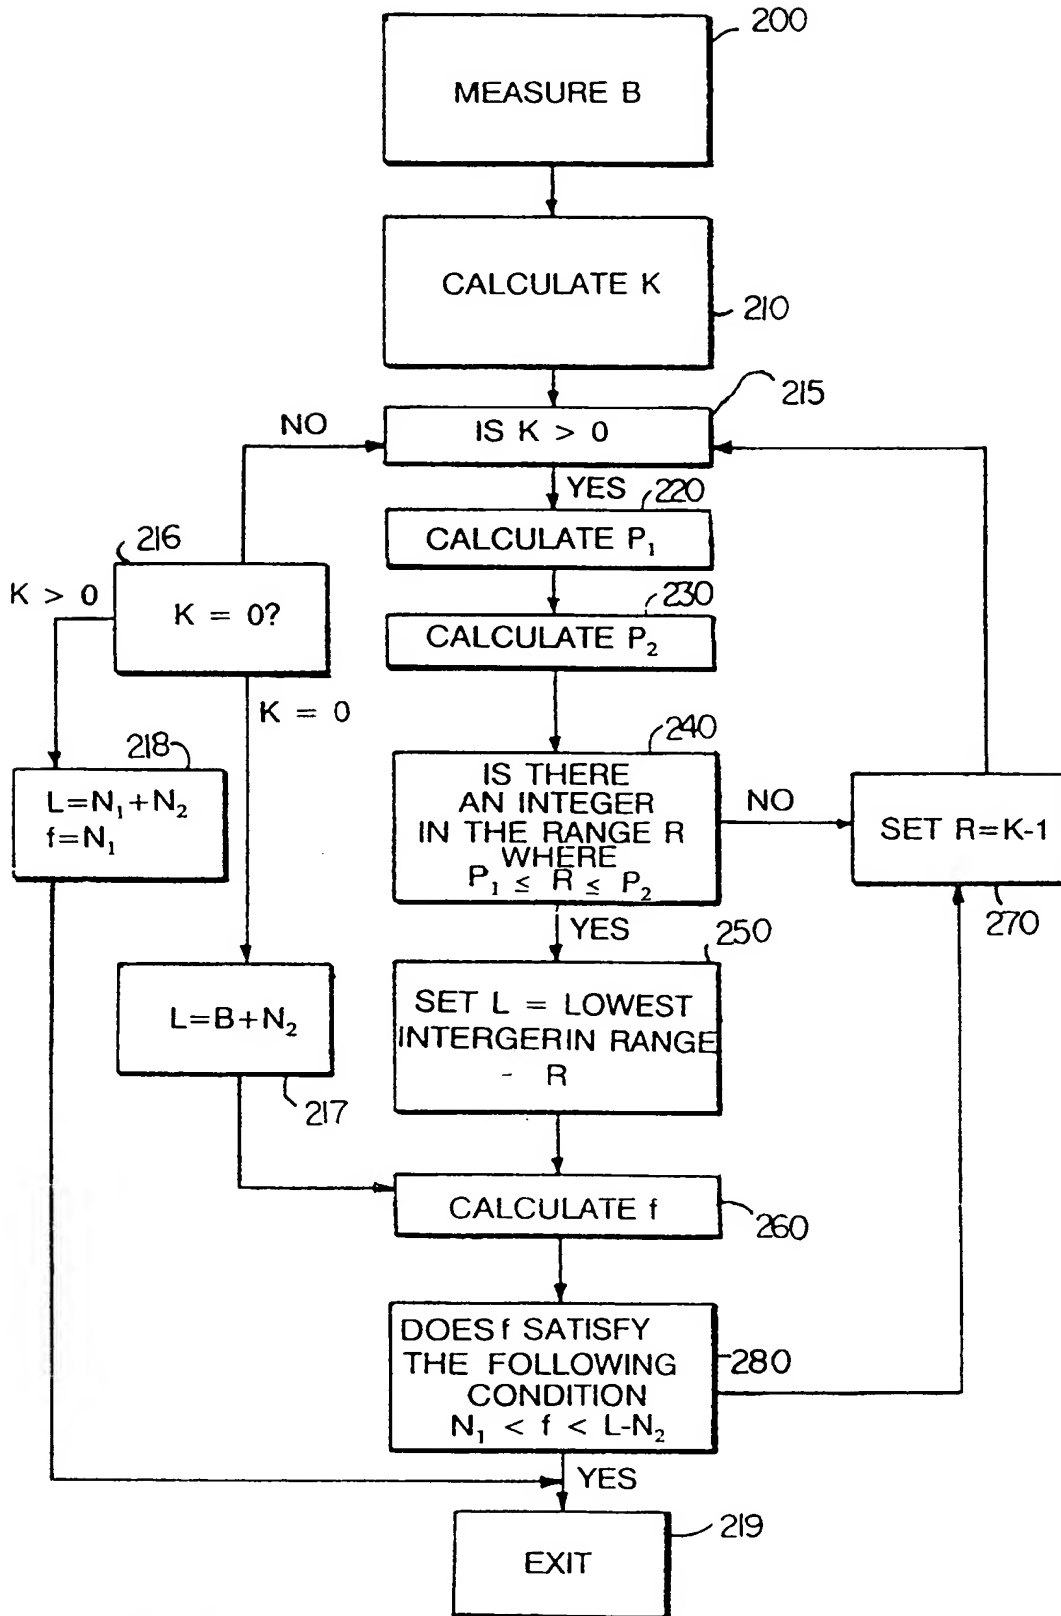 200
MEASURE B
CALCULATE K
210
215
IS K > 0
NO
YES
220
CALCULATE P₁
216
K > 0
K = 0?
230
CALCULATE P₂
K = 0
218
L=N₁+N₂
f=N₁
240
IS THERE
AN INTEGER
IN THE RANGE R
WHERE
P₁ ≤ R ≤ P₂
NO
SET R=K-1
270
YES
250
SET L = LOWEST
INTERGERIN RANGE
- R
L=B+N₂
217
CALCULATE f
260
DOES f SATISFY
THE FOLLOWING
CONDITION
N₁ < f < L-N₂
280
YES
219
EXIT